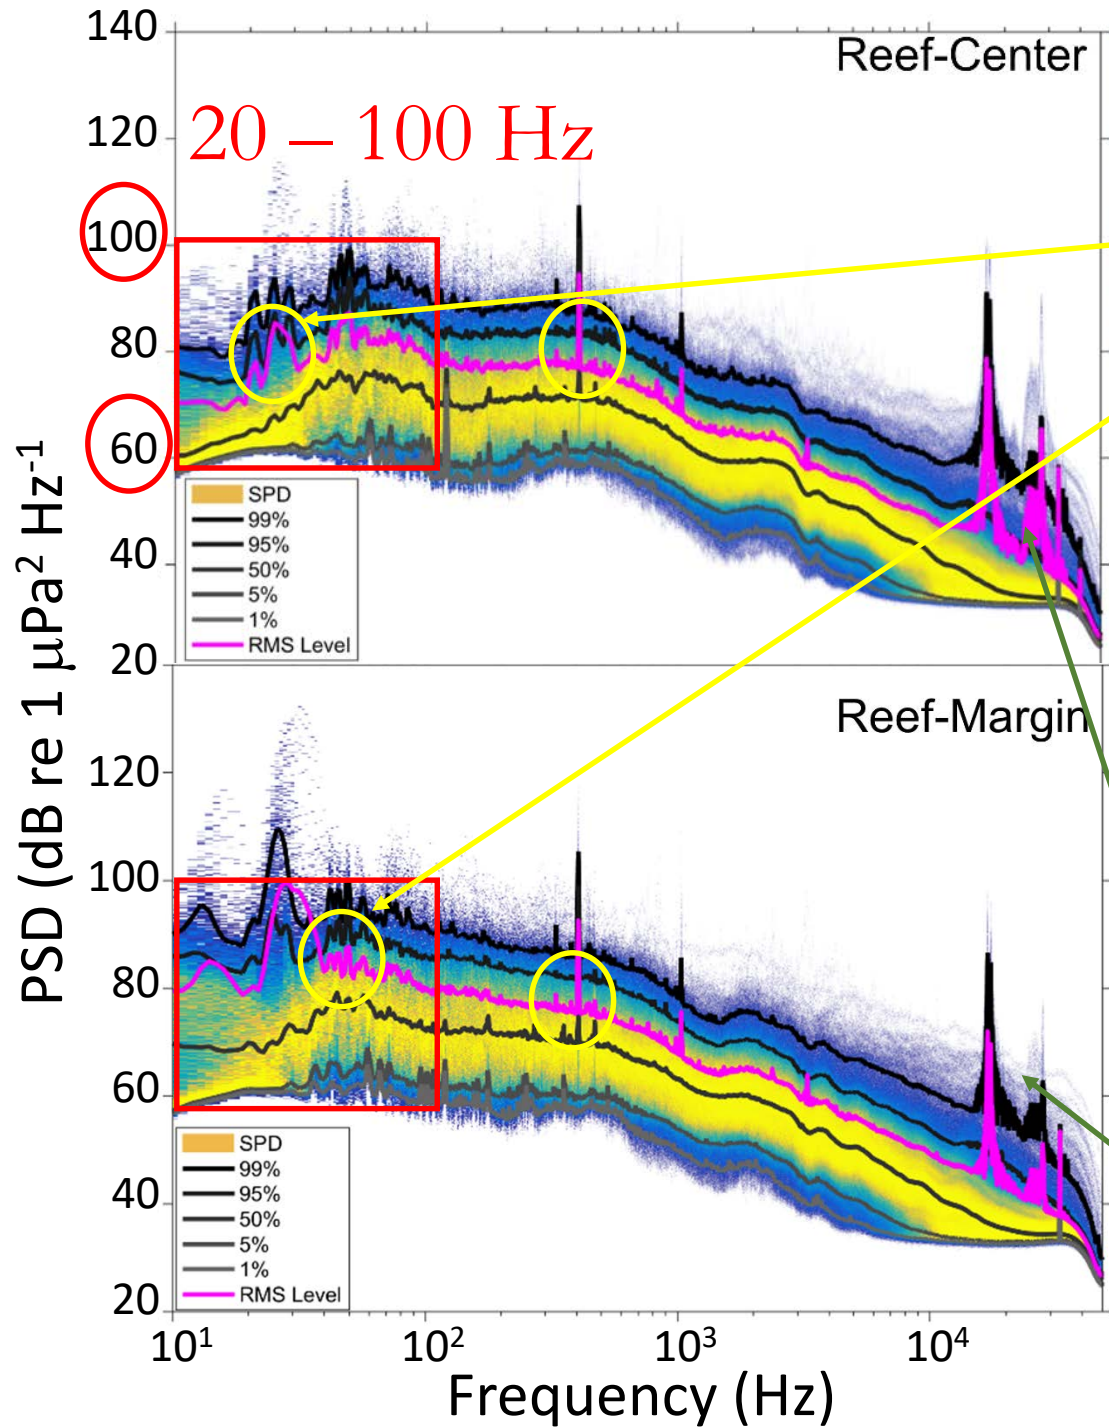 140
Reef-Center
120
20 – 100 Hz
100
80
60
40
20
SPD
99%
95%
50%
5%
1%
RMS Level
PSD (dB re 1 µPa² Hz⁻¹
Reef-Margin
120
100
80
60
40
20
SPD
99%
95%
50%
5%
1%
RMS Level
10¹ 10² 10³ 10⁴
Frequency (Hz)